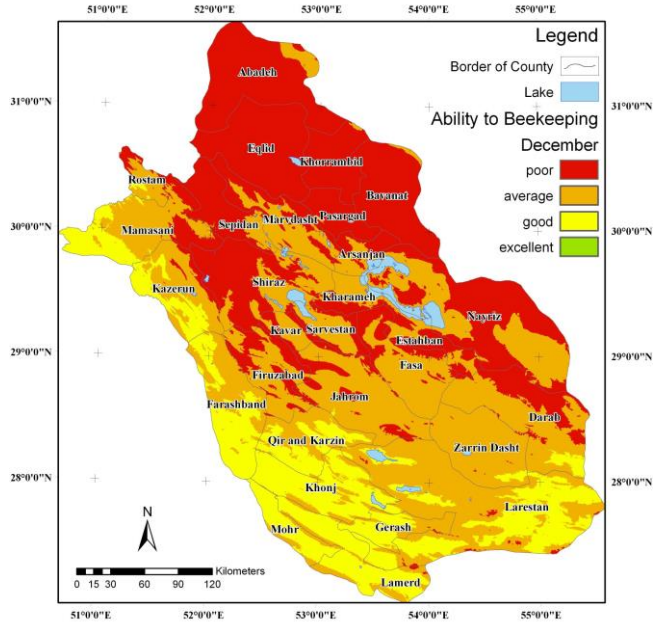 51°0'0"E 52°0'0"E 53°0'0"E 54°0'0"E 55°0'0"E
Legend
Border of County
Lake
Ability to Beekeeping
December
poor
average
good
excellent
31°0'0"N 31°0'0"N
30°0'0"N 30°0'0"N
29°0'0"N 29°0'0"N
28°0'0"N 28°0'0"N
Abadeh
Eqlid
Khorrambid
Rostam
Bavanat
Mamasani
Sepidan
Marvdasht
Pasargad
Arsanjan
Kazerun
Shiraz
Kharameh
Nayriz
Kavar
Sarvestan
Estahban
Fasa
Firuzabad
Jahrom
Farashband
Darab
Qir and Karzin
Zarrin Dasht
Khonj
Larestan
Mohr
Gerash
Lamerd
N
Kilometers
0 15 30 60 90 120
51°0'0"E 52°0'0"E 53°0'0"E 54°0'0"E 55°0'0"E